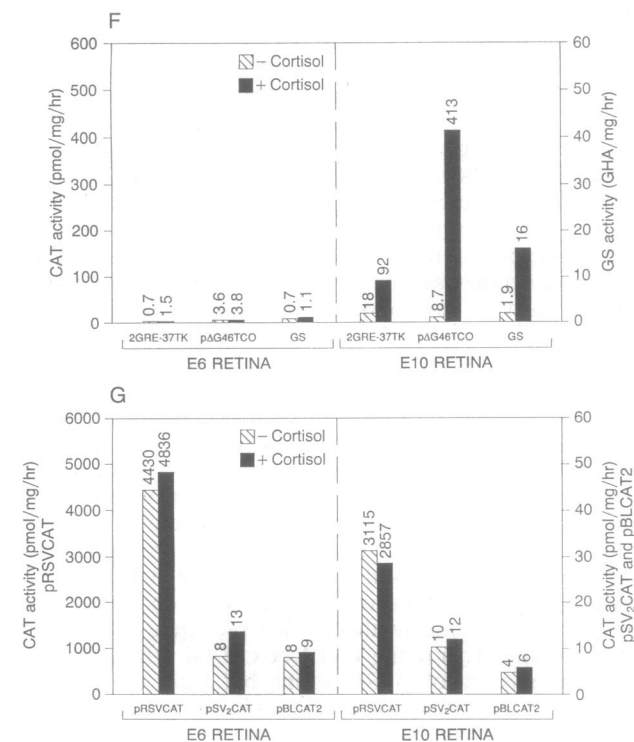 F
600
500
400
300
200
100
0
CAT activity (pmol/mg/hr)
− Cortisol
+ Cortisol
60
50
40
30
20
10
0
GS activity (GHA/mg/hr)
0.7
1.5
3.6
3.8
0.7
1.1
18
92
8.7
413
1.9
16
2GRE-37TK
pΔG46TCO
GS
2GRE-37TK
pΔG46TCO
GS
E6 RETINA
E10 RETINA
G
6000
5000
4000
3000
2000
1000
0
CAT activity (pmol/mg/hr)
pRSVCAT
− Cortisol
+ Cortisol
60
50
40
30
20
10
0
CAT activity (pmol/mg/hr)
pSV₂CAT and pBLCAT2
4430
4836
8
13
8
9
3115
2857
10
12
4
6
pRSVCAT
pSV₂CAT
pBLCAT2
pRSVCAT
pSV₂CAT
pBLCAT2
E6 RETINA
E10 RETINA